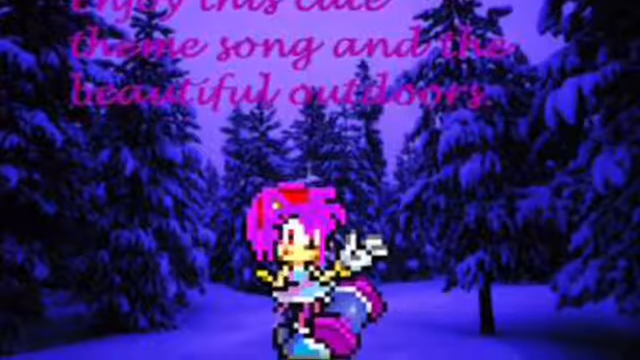 Enjoy this cute
theme song and the
beautiful outdoors